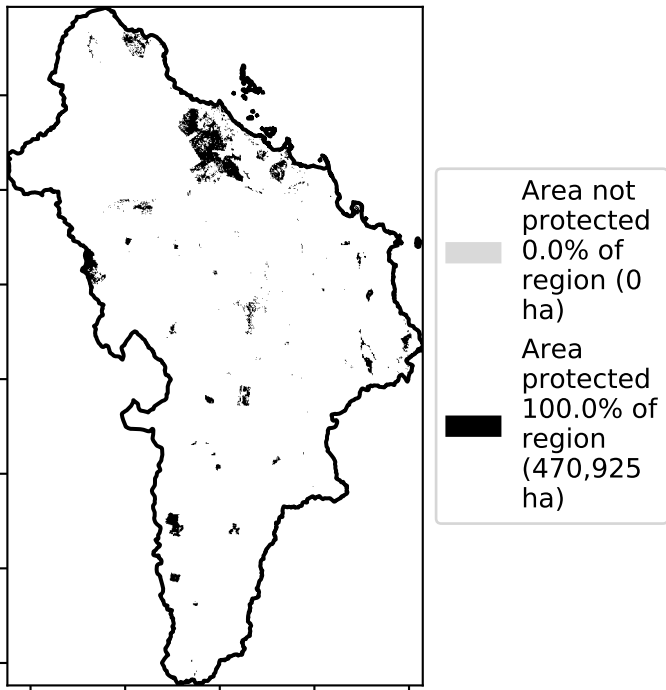 Area not
protected
0.0% of
region (0
ha)
Area
protected
100.0% of
region
(470,925
ha)